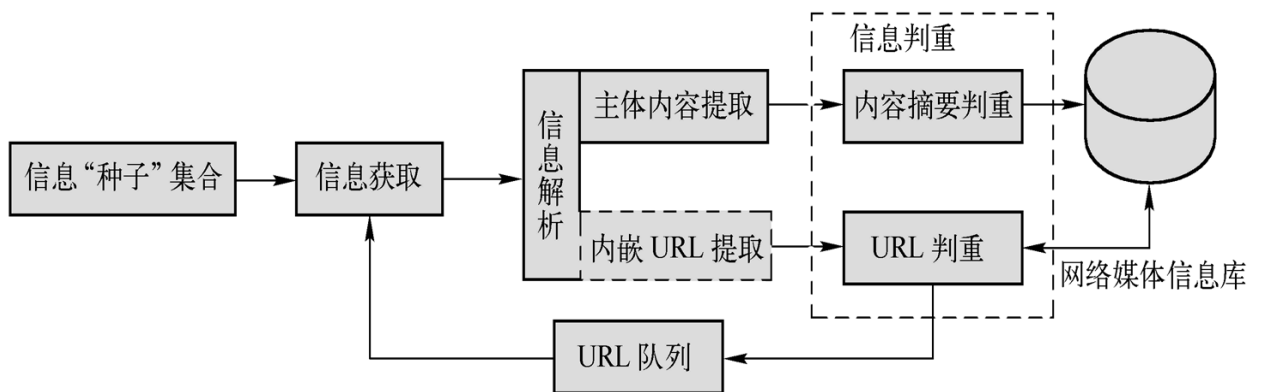 信息判重
主体内容提取
内容摘要判重
信息“种子”集合
信息获取
信息解析
内嵌 URL 提取
URL 判重
网络媒体信息库
URL 队列